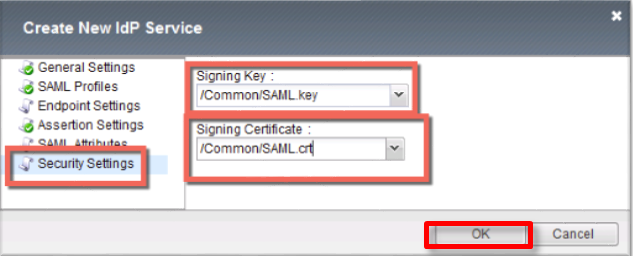 Create New IdP Service
General Settings
SAML Profiles
Endpoint Settings
Assertion Settings
SAML Attributes
Security Settings
Signing Key :
/Common/SAML.key
Signing Certificate :
/Common/SAML.crt
OK
Cancel